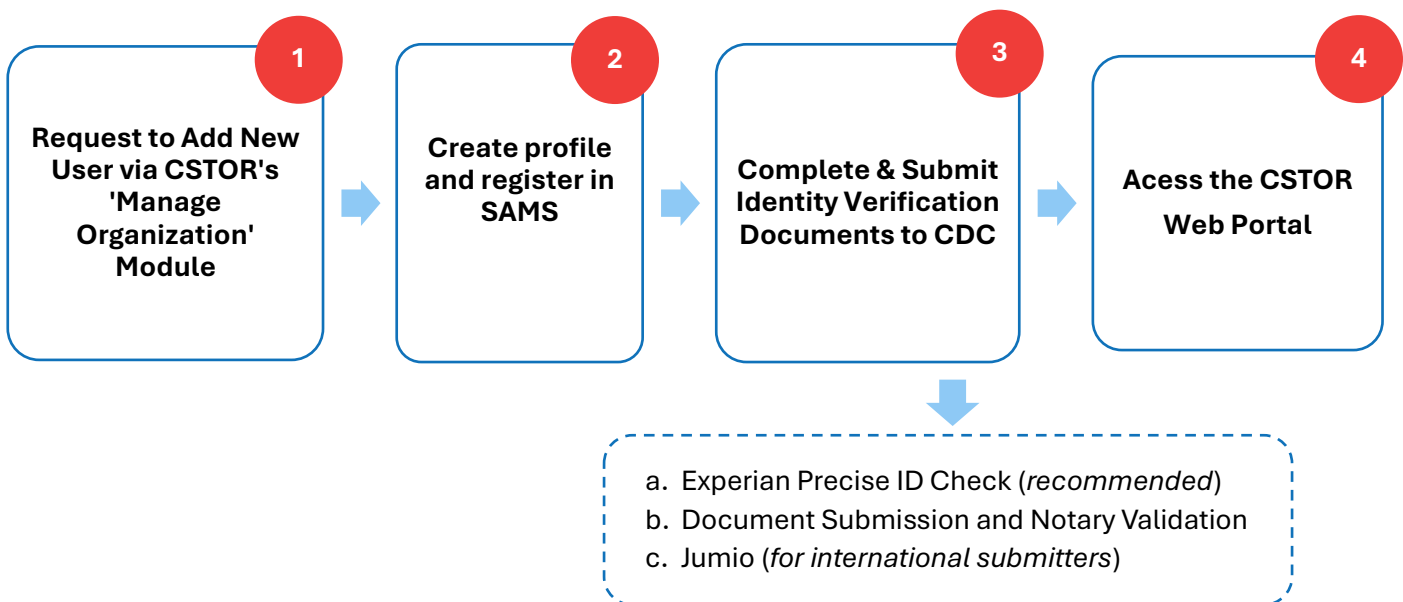 1
Request to Add New
User via CSTOR's
'Manage
Organization'
Module
2
Create profile
and register in
SAMS
3
Complete & Submit
Identity Verification
Documents to CDC
4
Acess the CSTOR
Web Portal
a. Experian Precise ID Check (recommended)
b. Document Submission and Notary Validation
c. Jumio (for international submitters)